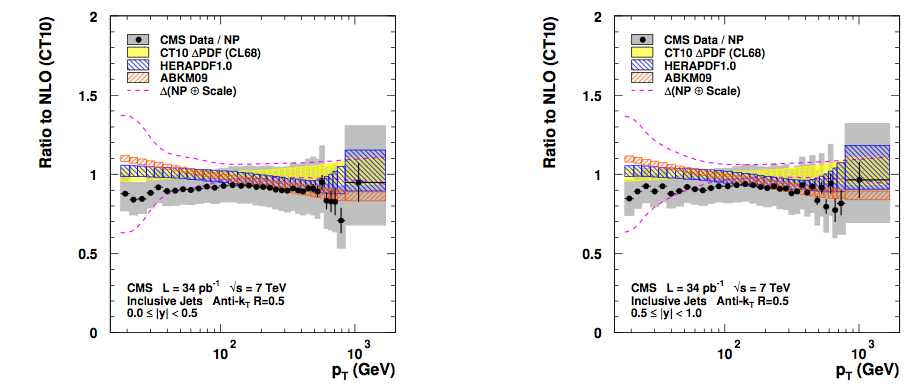 Ratio to NLO (CT10)
2
1.5
1
0.5
0
CMS Data / NP
CT10 ΔPDF (CL68)
HERAPDF1.0
ABKM09
Δ(NP ⊕ Scale)
CMS L = 34 pb⁻¹ √s = 7 TeV
Inclusive Jets Anti-k_T R=0.5
0.0 ≤ |y| < 0.5
10² 10³
p_T (GeV)
Ratio to NLO (CT10)
2
1.5
1
0.5
0
CMS Data / NP
CT10 ΔPDF (CL68)
HERAPDF1.0
ABKM09
Δ(NP ⊕ Scale)
CMS L = 34 pb⁻¹ √s = 7 TeV
Inclusive Jets Anti-k_T R=0.5
0.5 ≤ |y| < 1.0
10² 10³
p_T (GeV)